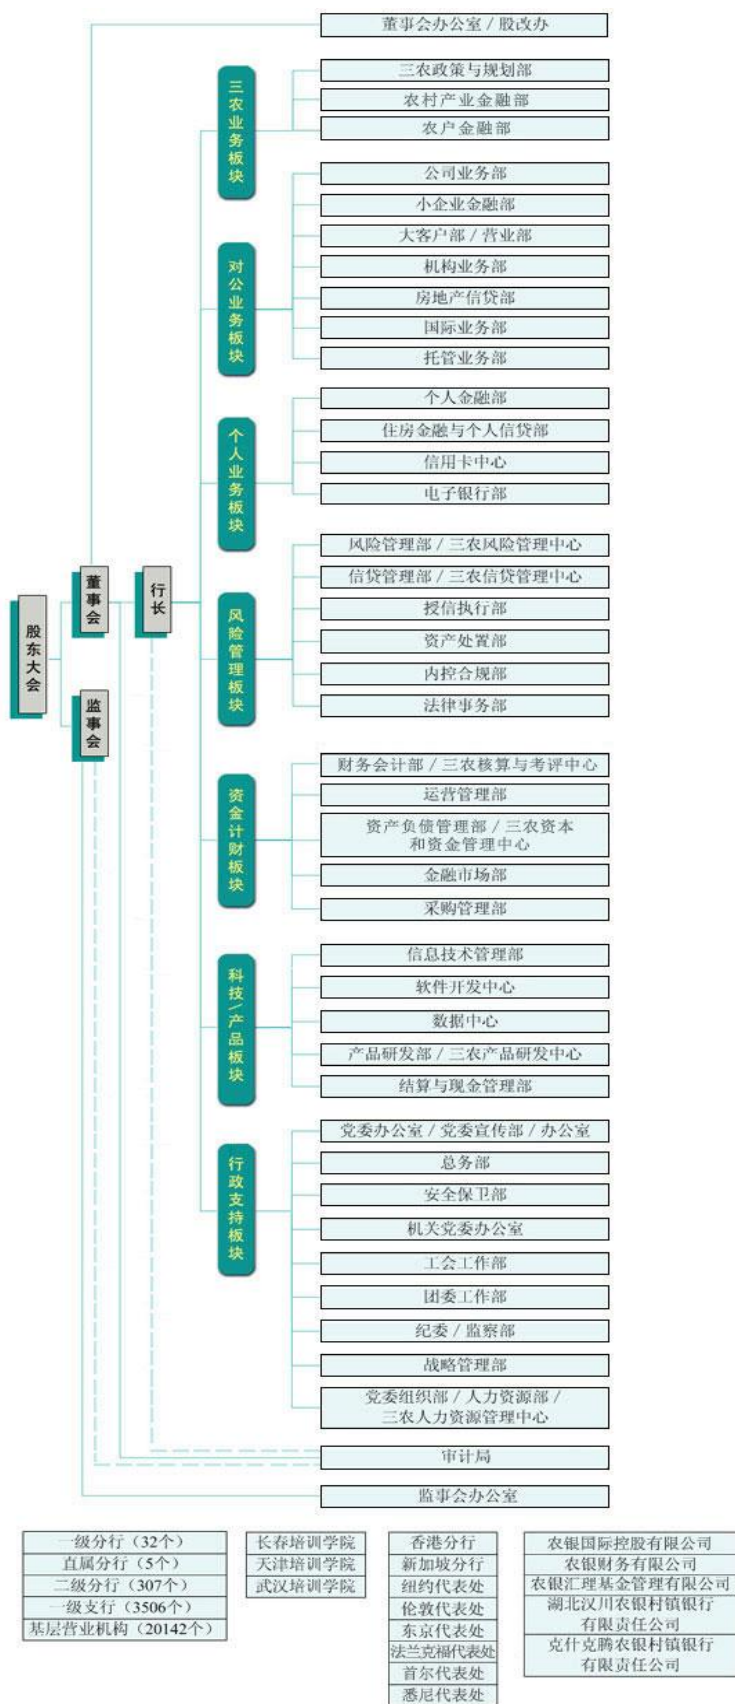 董事会办公室 / 股改办
三农业务板块
三农政策与规划部
农村产业金融部
农户金融部
对公业务板块
公司业务部
小企业金融部
大客户部 / 营业部
机构业务部
房地产信贷部
国际业务部
托管业务部
个人业务板块
个人金融部
住房金融与个人信贷部
信用卡中心
电子银行部
股东大会
董事会
监事会
行长
风险管理板块
风险管理部 / 三农风险管理中心
信贷管理部 / 三农信贷管理中心
授信执行部
资产处置部
内控合规部
法律事务部
资金计财板块
财务会计部 / 三农核算与考评中心
运营管理部
资产负债管理部 / 三农资本
和资金管理中心
金融市场部
采购管理部
科技/产品板块
信息技术管理部
软件开发中心
数据中心
产品研发部 / 三农产品研发中心
结算与现金管理部
行政支持板块
党委办公室 / 党委宣传部 / 办公室
总务部
安全保卫部
机关党委办公室
工会工作部
团委工作部
纪委 / 监察部
战略管理部
党委组织部 / 人力资源部 /
三农人力资源管理中心
审计局
监事会办公室
一级分行（32个）
直属分行（5个）
二级分行（307个）
一级支行（3506个）
基层营业机构（20142个）
长春培训学院
天津培训学院
武汉培训学院
香港分行
新加坡分行
纽约代表处
伦敦代表处
东京代表处
法兰克福代表处
首尔代表处
悉尼代表处
农银国际控股有限公司
农银财务有限公司
农银汇理基金管理有限公司
湖北汉川农银村镇银行
有限责任公司
克什克腾农银村镇银行
有限责任公司